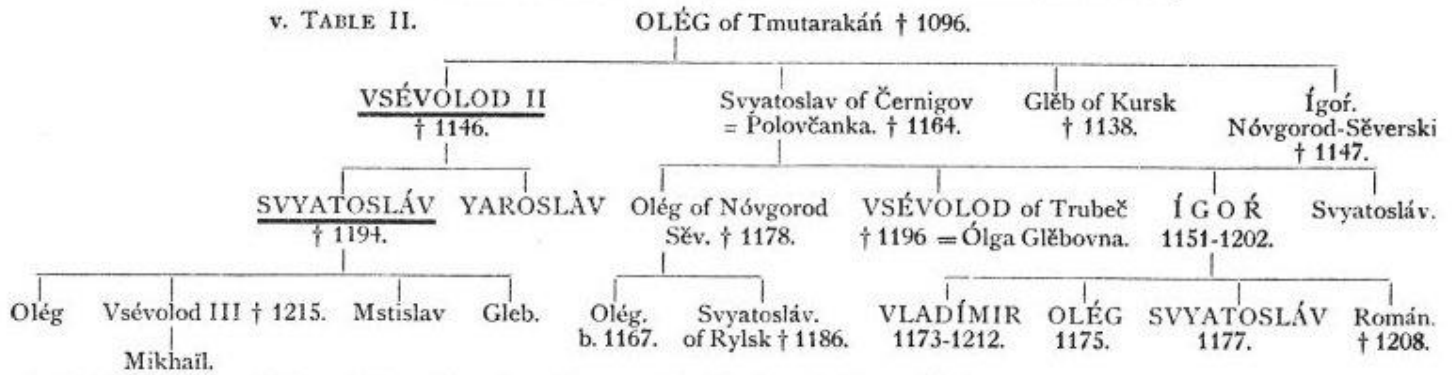 v. TABLE II. OLÉG of Tmutarakáń † 1096.
VSÉVOLOD II Svyatoslav of Černigov Glěb of Kursk Ígoŕ.
† 1146. = Polovčanka. † 1164. † 1138. Nóvgorod-Sěverski
† 1147.
SVYATOSLÁV YAROSLÀV Olég of Nóvgorod VSÉVOLOD of Trubeč ÍGOŔ Svyatosláv.
† 1194. Sěv. † 1178. † 1196 = Ólga Glěbovna. 1151-1202.
Olég Vsévolod III † 1215. Mstislav Gleb. Olég. Svyatosláv. VLADÍMIR OLÉG SVYATOSLÁV Román.
b. 1167. of Rylsk † 1186. 1173-1212. 1175. 1177. † 1208.
Mikhaïl.